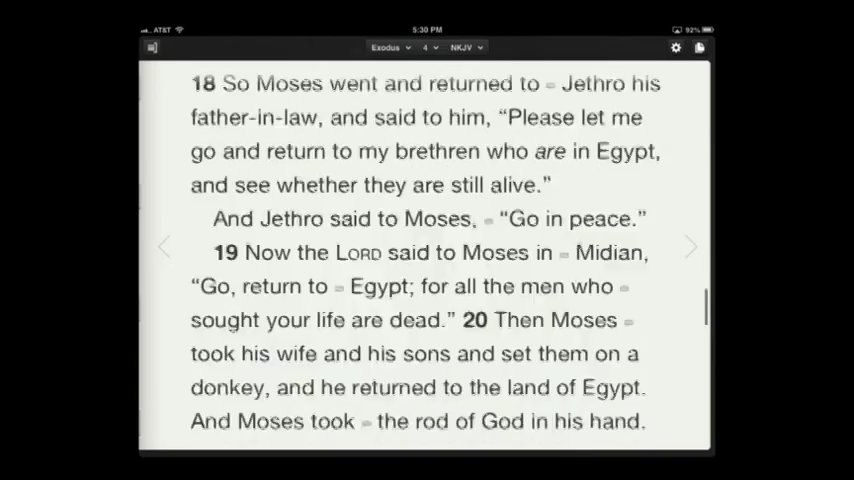 AT&T 5:30 PM 92%
Exodus 4 NKJV
18 So Moses went and returned to Jethro his
father-in-law, and said to him, “Please let me
go and return to my brethren who are in Egypt,
and see whether they are still alive.”
And Jethro said to Moses, “Go in peace.”
19 Now the LORD said to Moses in Midian,
“Go, return to Egypt; for all the men who
sought your life are dead.” 20 Then Moses
took his wife and his sons and set them on a
donkey, and he returned to the land of Egypt.
And Moses took the rod of God in his hand.